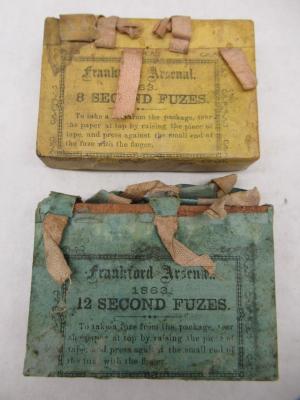 Frankford Arsenal.
1863.
8 SECOND FUZES.
To take a fuze from the package, tear
the paper at top by raising the piece of
tape, and press against the small end of
the fuze with the finger.
Frankford Arsenal.
1863.
12 SECOND FUZES.
To take a fuze from the package, tear
the paper at top by raising the piece of
tape, and press against the small end of
the fuze with the finger.